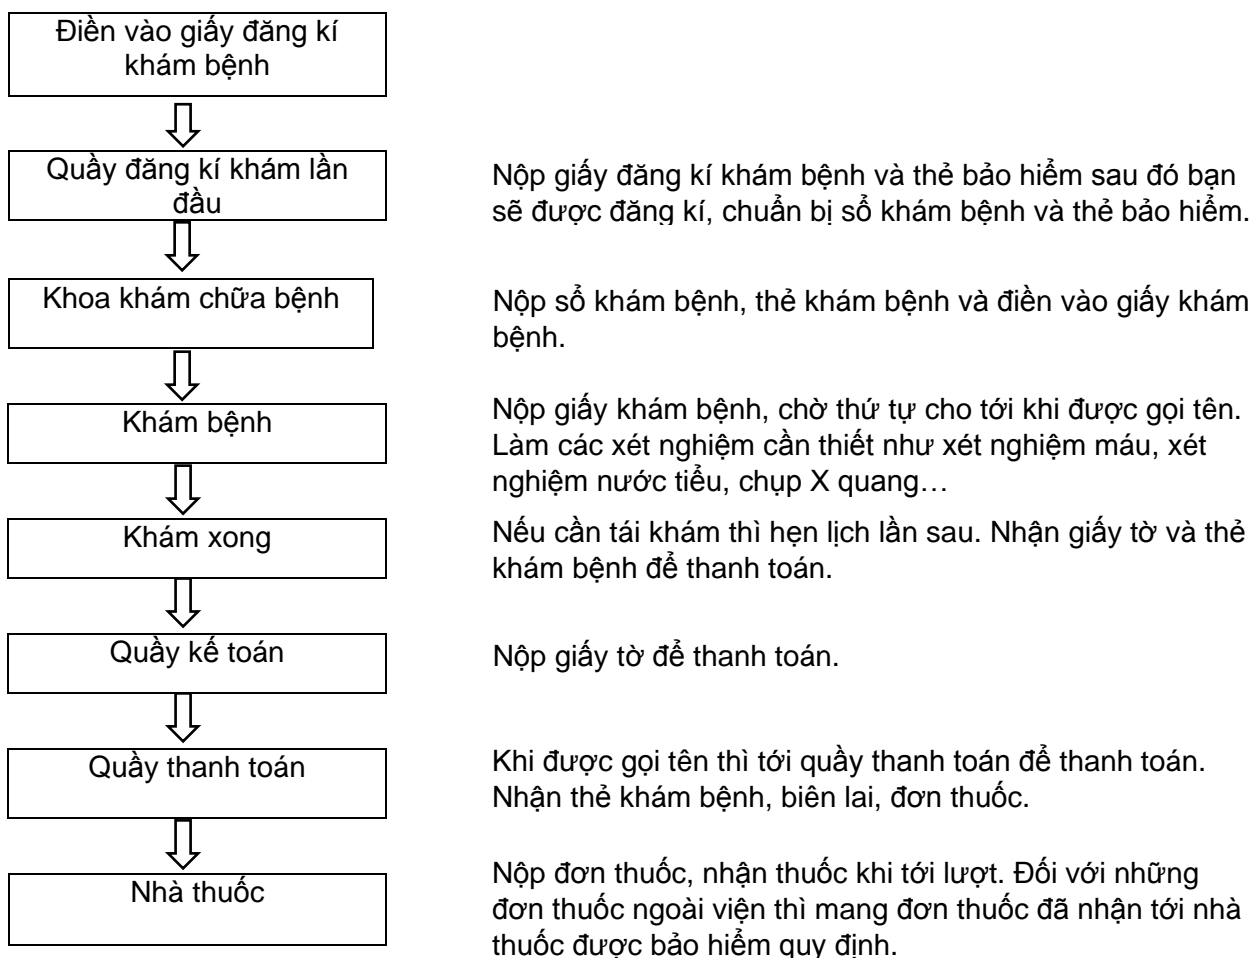 Điền vào giấy đăng kí
khám bệnh
Quầy đăng kí khám lần
đầu
Nộp giấy đăng kí khám bệnh và thẻ bảo hiểm sau đó bạn
sẽ được đăng kí, chuẩn bị sổ khám bệnh và thẻ bảo hiểm.
Khoa khám chữa bệnh
Nộp sổ khám bệnh, thẻ khám bệnh và điền vào giấy khám
bệnh.
Khám bệnh
Nộp giấy khám bệnh, chờ thứ tự cho tới khi được gọi tên.
Làm các xét nghiệm cần thiết như xét nghiệm máu, xét
nghiệm nước tiểu, chụp X quang…
Khám xong
Nếu cần tái khám thì hẹn lịch lần sau. Nhận giấy tờ và thẻ
khám bệnh để thanh toán.
Quầy kế toán
Nộp giấy tờ để thanh toán.
Quầy thanh toán
Khi được gọi tên thì tới quầy thanh toán để thanh toán.
Nhận thẻ khám bệnh, biên lai, đơn thuốc.
Nhà thuốc
Nộp đơn thuốc, nhận thuốc khi tới lượt. Đối với những
đơn thuốc ngoài viện thì mang đơn thuốc đã nhận tới nhà
thuốc được bảo hiểm quy định.